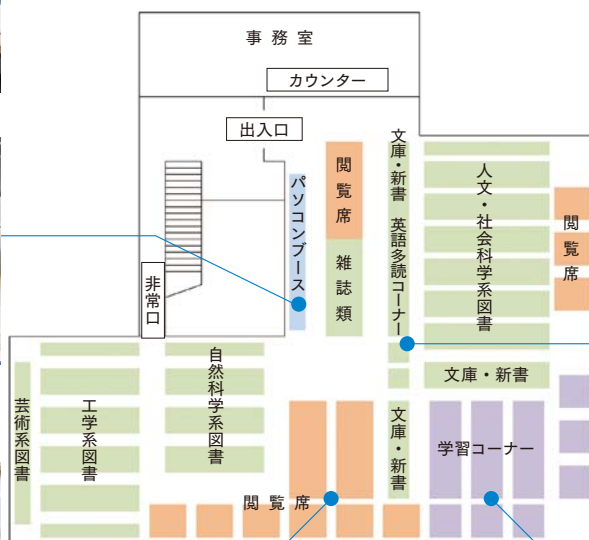 事務室
カウンター
出入口
パソコンブース
閲覧席
雑誌類
文庫・新書 英語多読コーナー
人文・社会科学系図書
閲覧席
非常口
文庫・新書
芸術系図書
工学系図書
自然科学系図書
閲覧席
文庫・新書
学習コーナー